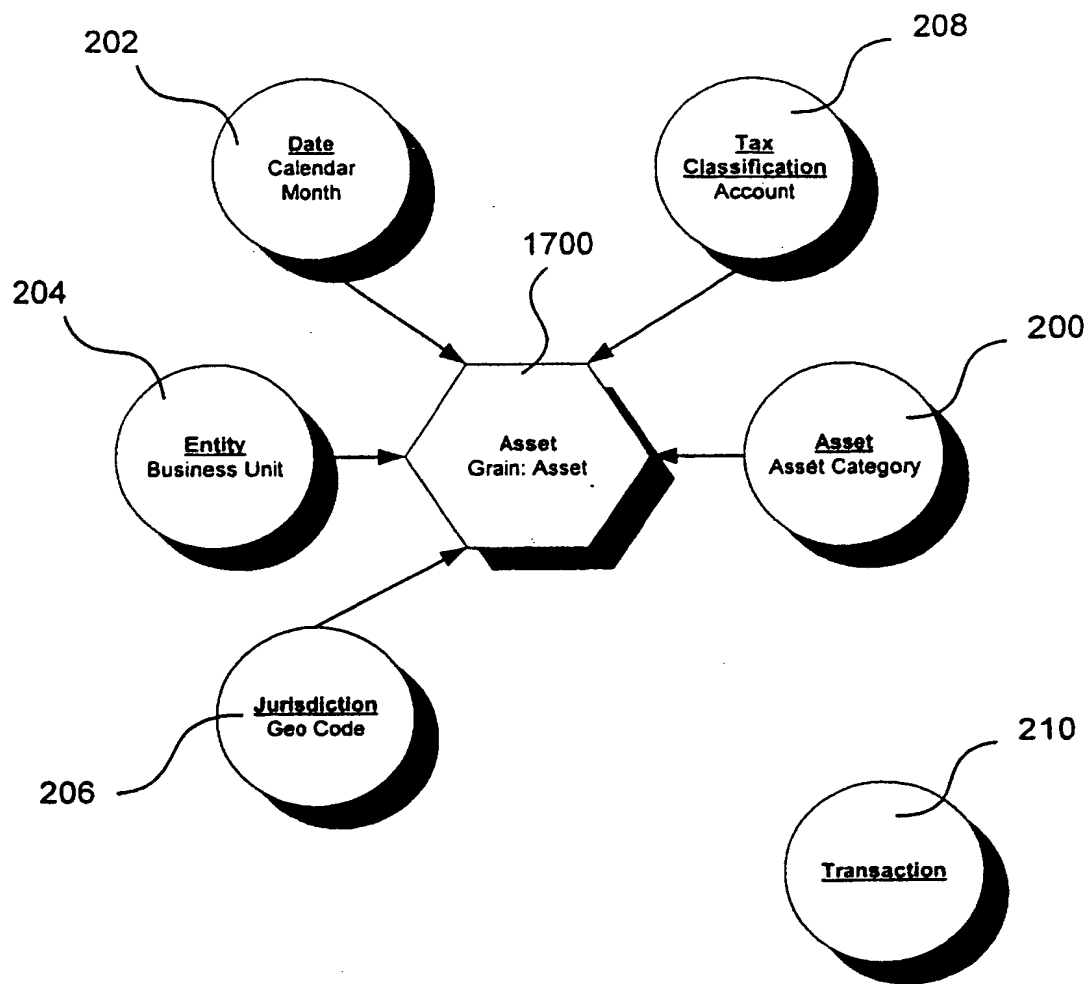 202
208
Date
Calendar
Month
Tax
Classification
Account
1700
204
200
Entity
Business Unit
Asset
Grain: Asset
Asset
Asset Category
Jurisdiction
Geo Code
206
210
Transaction